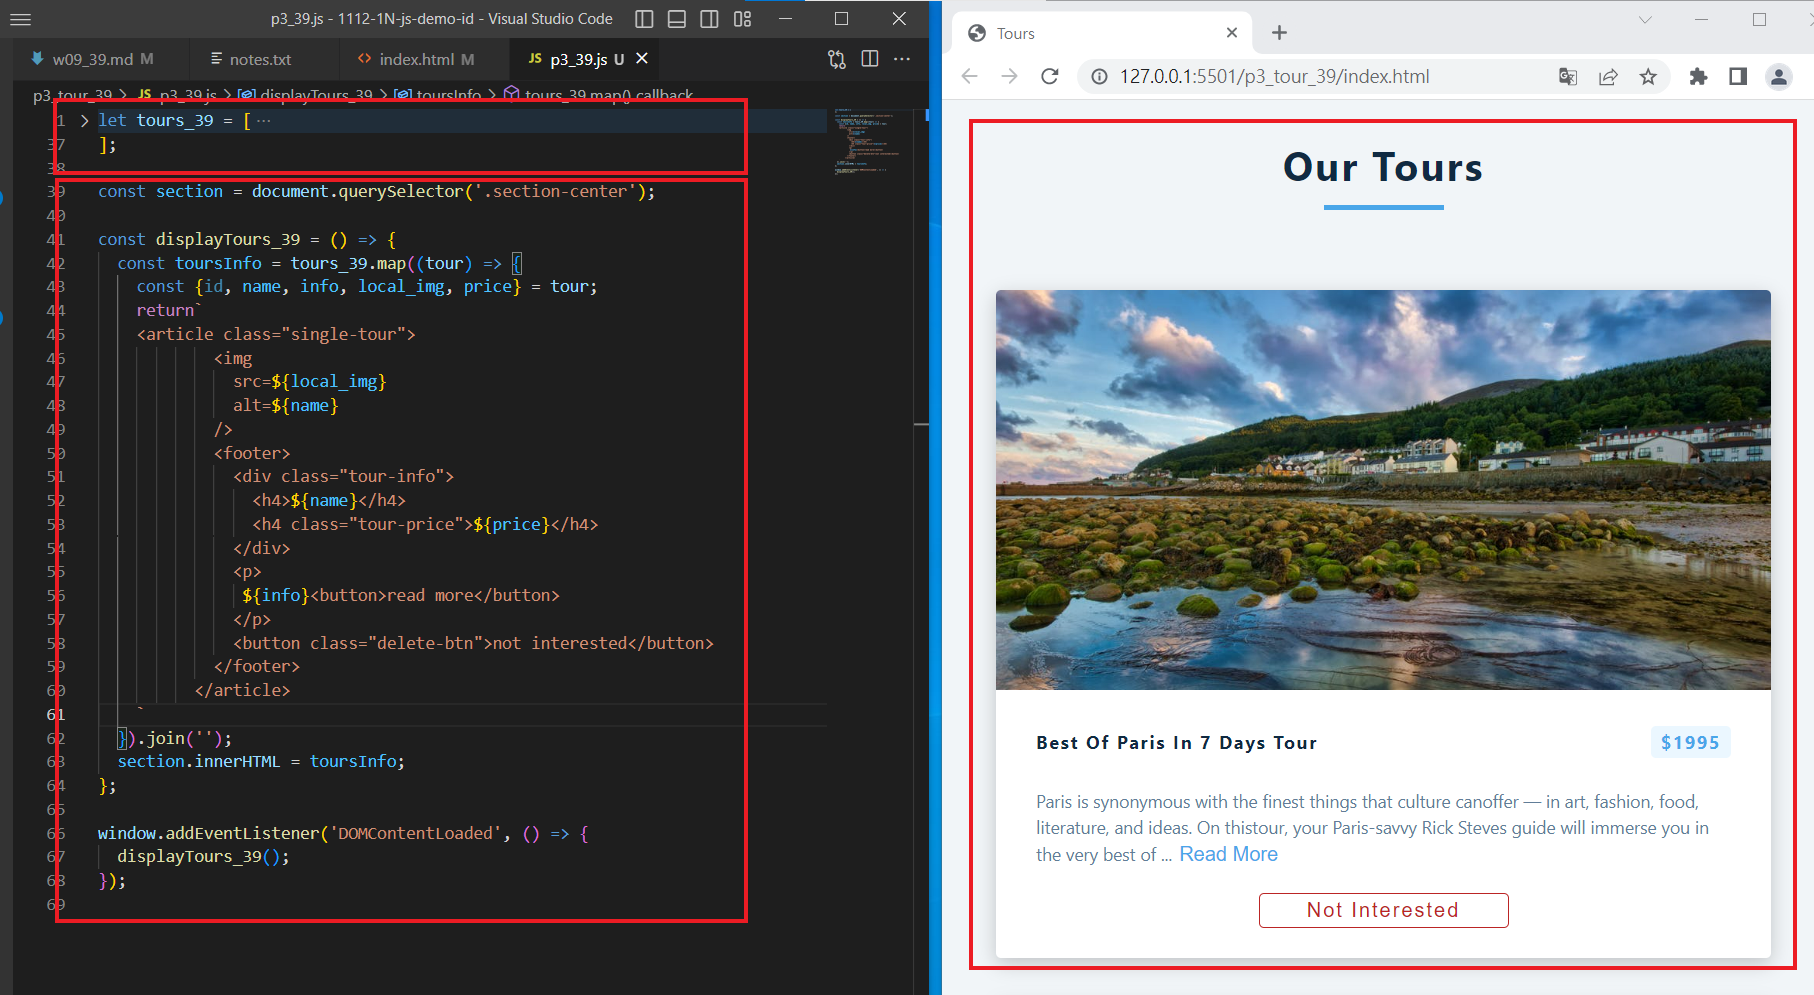 p3_39.js - 1112-1N-js-demo-id - Visual Studio Code
w09_39.md M
notes.txt
index.html M
JS p3_39.js U
p3_tour_39 > JS p3_39.js > displayTours_39 > toursInfo > tours_39.map() callback
1 let tours_39 = [ ···
37 ];
38
39 const section = document.querySelector('.section-center');
40
41 const displayTours_39 = () => {
42 const toursInfo = tours_39.map((tour) => {
43 const {id, name, info, local_img, price} = tour;
44 return`
45 <article class="single-tour">
46 <img
47 src=${local_img}
48 alt=${name}
49 />
50 <footer>
51 <div class="tour-info">
52 <h4>${name}</h4>
53 <h4 class="tour-price">${price}</h4>
54 </div>
55 <p>
56 ${info}<button>read more</button>
57 </p>
58 <button class="delete-btn">not interested</button>
59 </footer>
60 </article>
61 `
62 }).join('');
63 section.innerHTML = toursInfo;
64 };
65
66 window.addEventListener('DOMContentLoaded', () => {
67 displayTours_39();
68 });
69
Tours
127.0.0.1:5501/p3_tour_39/index.html
Our Tours
Best Of Paris In 7 Days Tour
$1995
Paris is synonymous with the finest things that culture canoffer — in art, fashion, food,
literature, and ideas. On thistour, your Paris-savvy Rick Steves guide will immerse you in
the very best of ... Read More
Not Interested